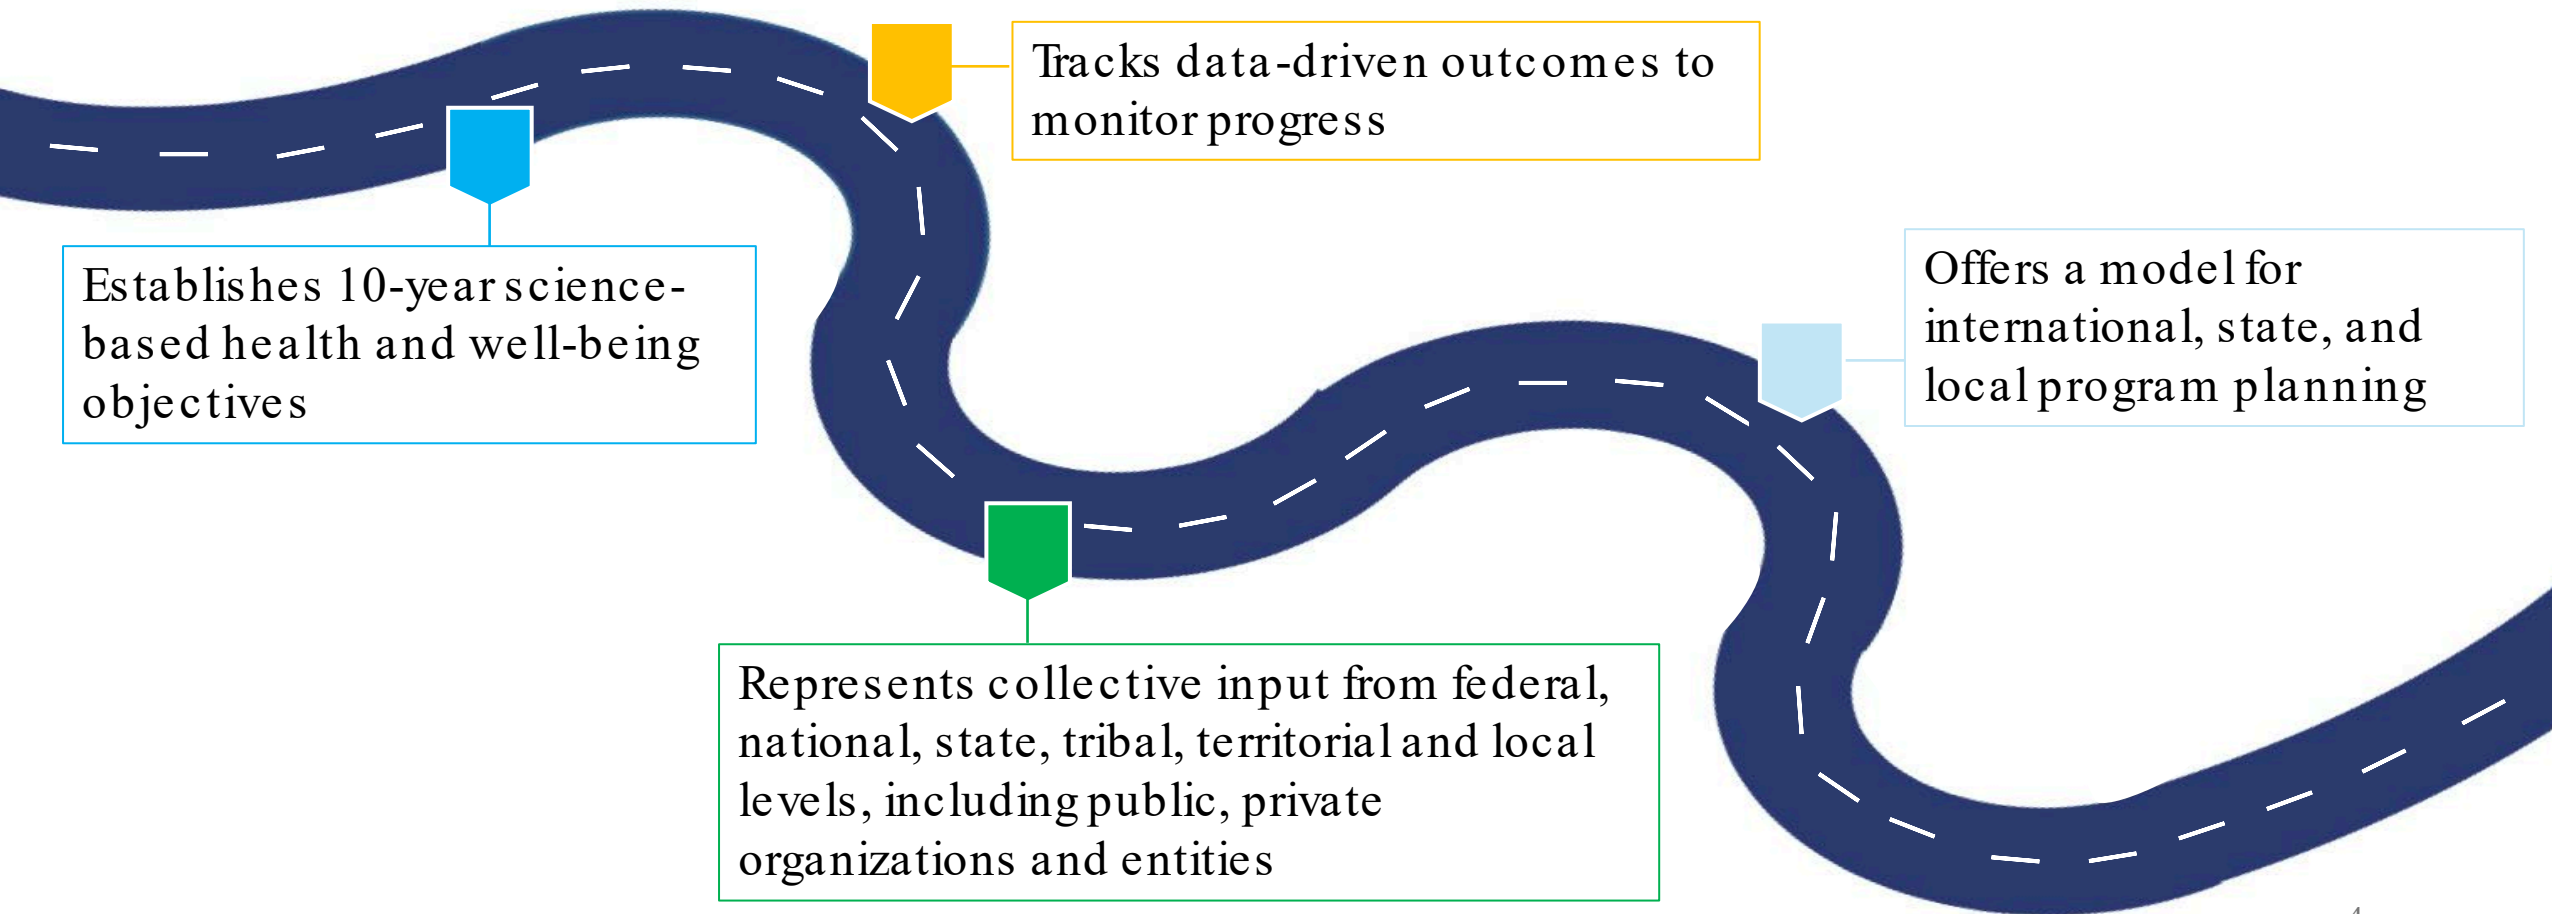 Tracks data-driven outcomes to
monitor progress
Establishes 10-year science-
based health and well-being
objectives
Offers a model for
international, state, and
local program planning
Represents collective input from federal,
national, state, tribal, territorial and local
levels, including public, private
organizations and entities
4